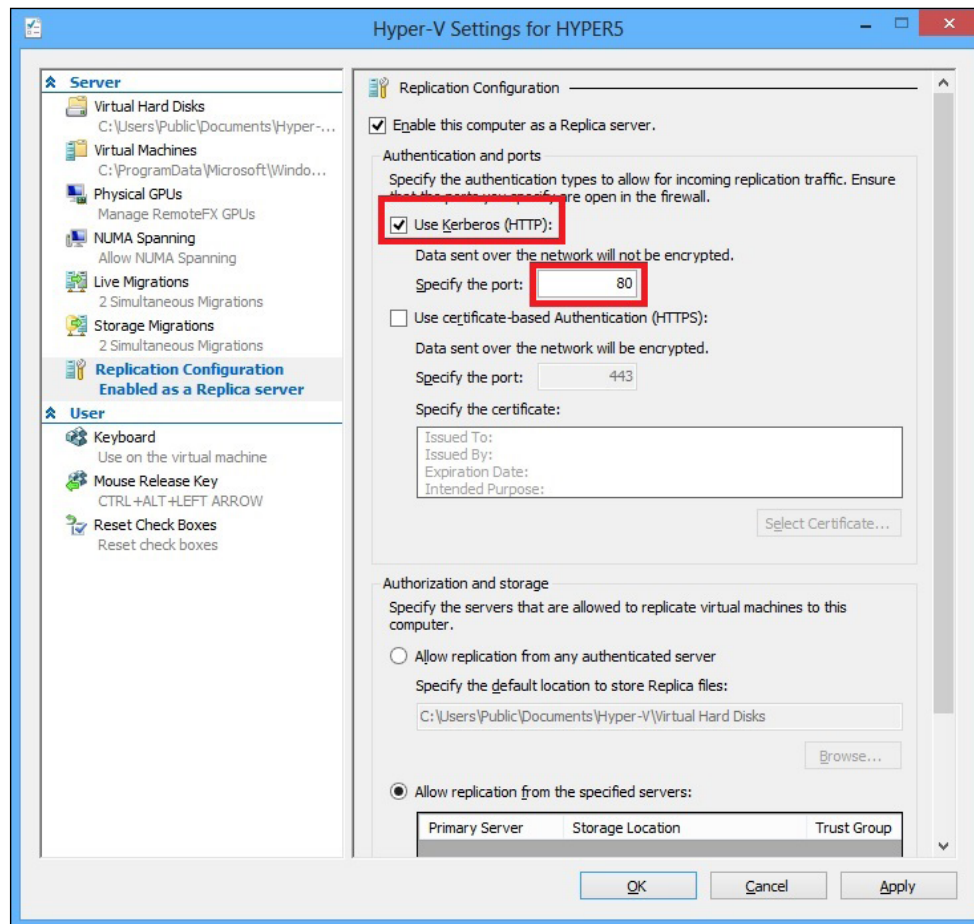 Hyper-V Settings for HYPER5
Server
Virtual Hard Disks
C:\Users\Public\Documents\Hyper-...
Virtual Machines
C:\ProgramData\Microsoft\Windo...
Physical GPUs
Manage RemoteFX GPUs
NUMA Spanning
Allow NUMA Spanning
Live Migrations
2 Simultaneous Migrations
Storage Migrations
2 Simultaneous Migrations
Replication Configuration
Enabled as a Replica server
User
Keyboard
Use on the virtual machine
Mouse Release Key
CTRL+ALT+LEFT ARROW
Reset Check Boxes
Reset check boxes
Replication Configuration
Enable this computer as a Replica server.
Authentication and ports
Specify the authentication types to allow for incoming replication traffic. Ensure
that the ports you specify are open in the firewall.
Use Kerberos (HTTP):
Data sent over the network will not be encrypted.
Specify the port: 80
Use certificate-based Authentication (HTTPS):
Data sent over the network will be encrypted.
Specify the port: 443
Specify the certificate:
Issued To:
Issued By:
Expiration Date:
Intended Purpose:
Select Certificate...
Authorization and storage
Specify the servers that are allowed to replicate virtual machines to this
computer.
Allow replication from any authenticated server
Specify the default location to store Replica files:
C:\Users\Public\Documents\Hyper-V\Virtual Hard Disks
Browse...
Allow replication from the specified servers:
Primary Server Storage Location Trust Group
OK Cancel Apply